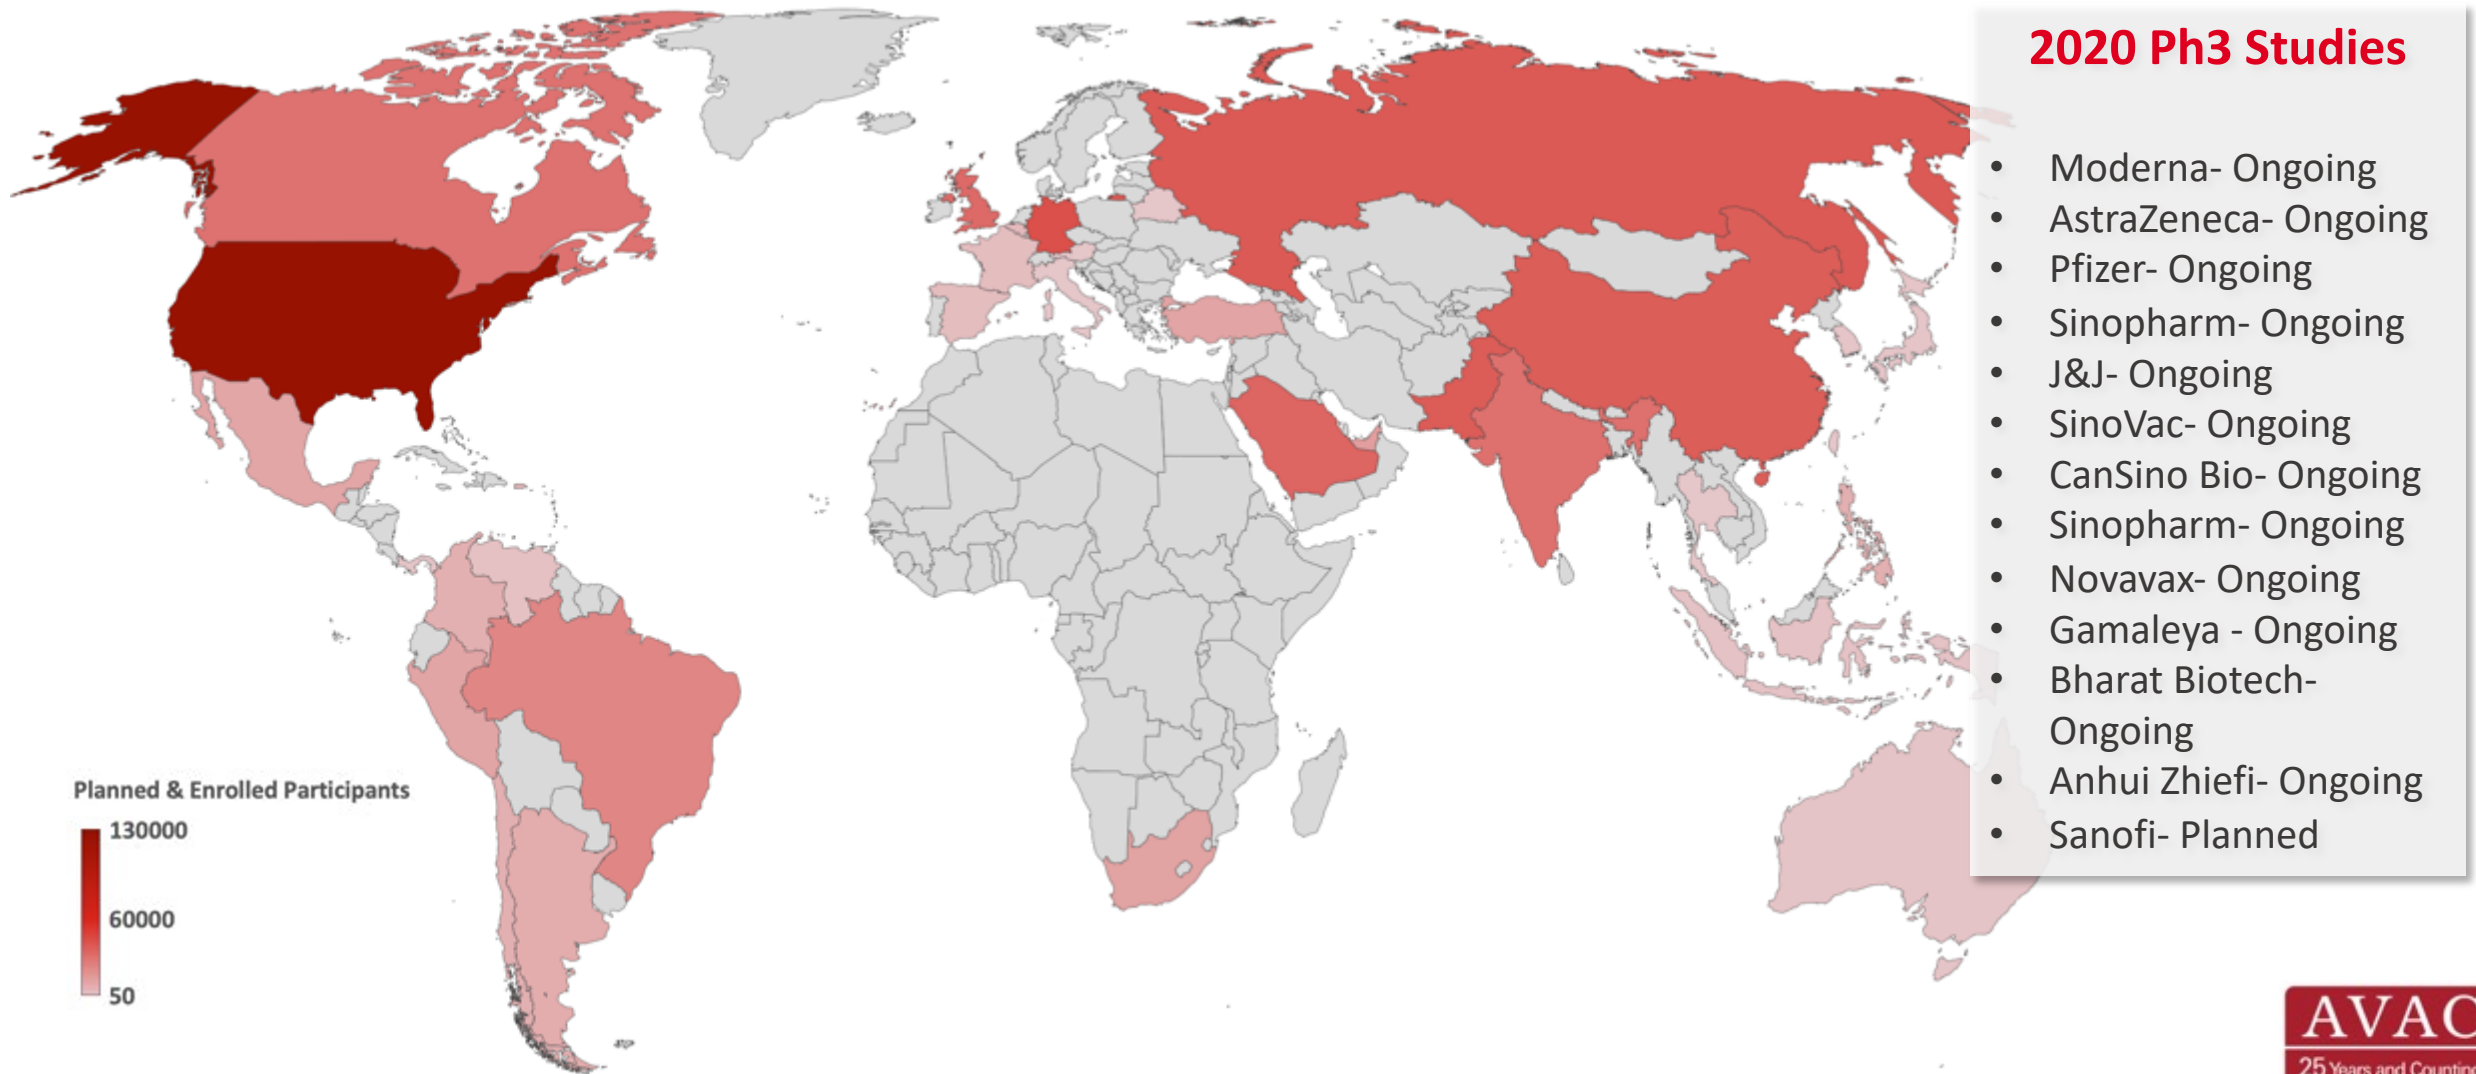 2020 Ph3 Studies
• Moderna- Ongoing
• AstraZeneca- Ongoing
• Pfizer- Ongoing
• Sinopharm- Ongoing
• J&J- Ongoing
• SinoVac- Ongoing
• CanSino Bio- Ongoing
• Sinopharm- Ongoing
• Novavax- Ongoing
• Gamaleya - Ongoing
• Bharat Biotech-
Ongoing
• Anhui Zhiefi- Ongoing
• Sanofi- Planned
Planned & Enrolled Participants
130000
60000
50
AVAC
25 Years and Counting